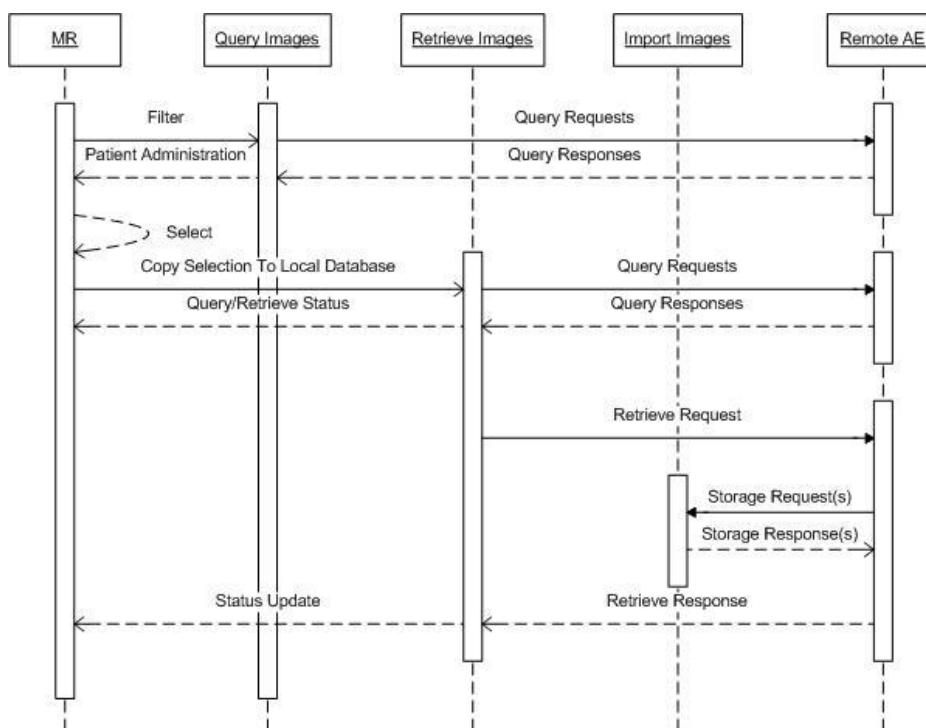 MR
Query Images
Retrieve Images
Import Images
Remote AE
Filter
Query Requests
Patient Administration
Query Responses
Select
Copy Selection To Local Database
Query Requests
Query/Retrieve Status
Query Responses
Retrieve Request
Storage Request(s)
Storage Response(s)
Status Update
Retrieve Response